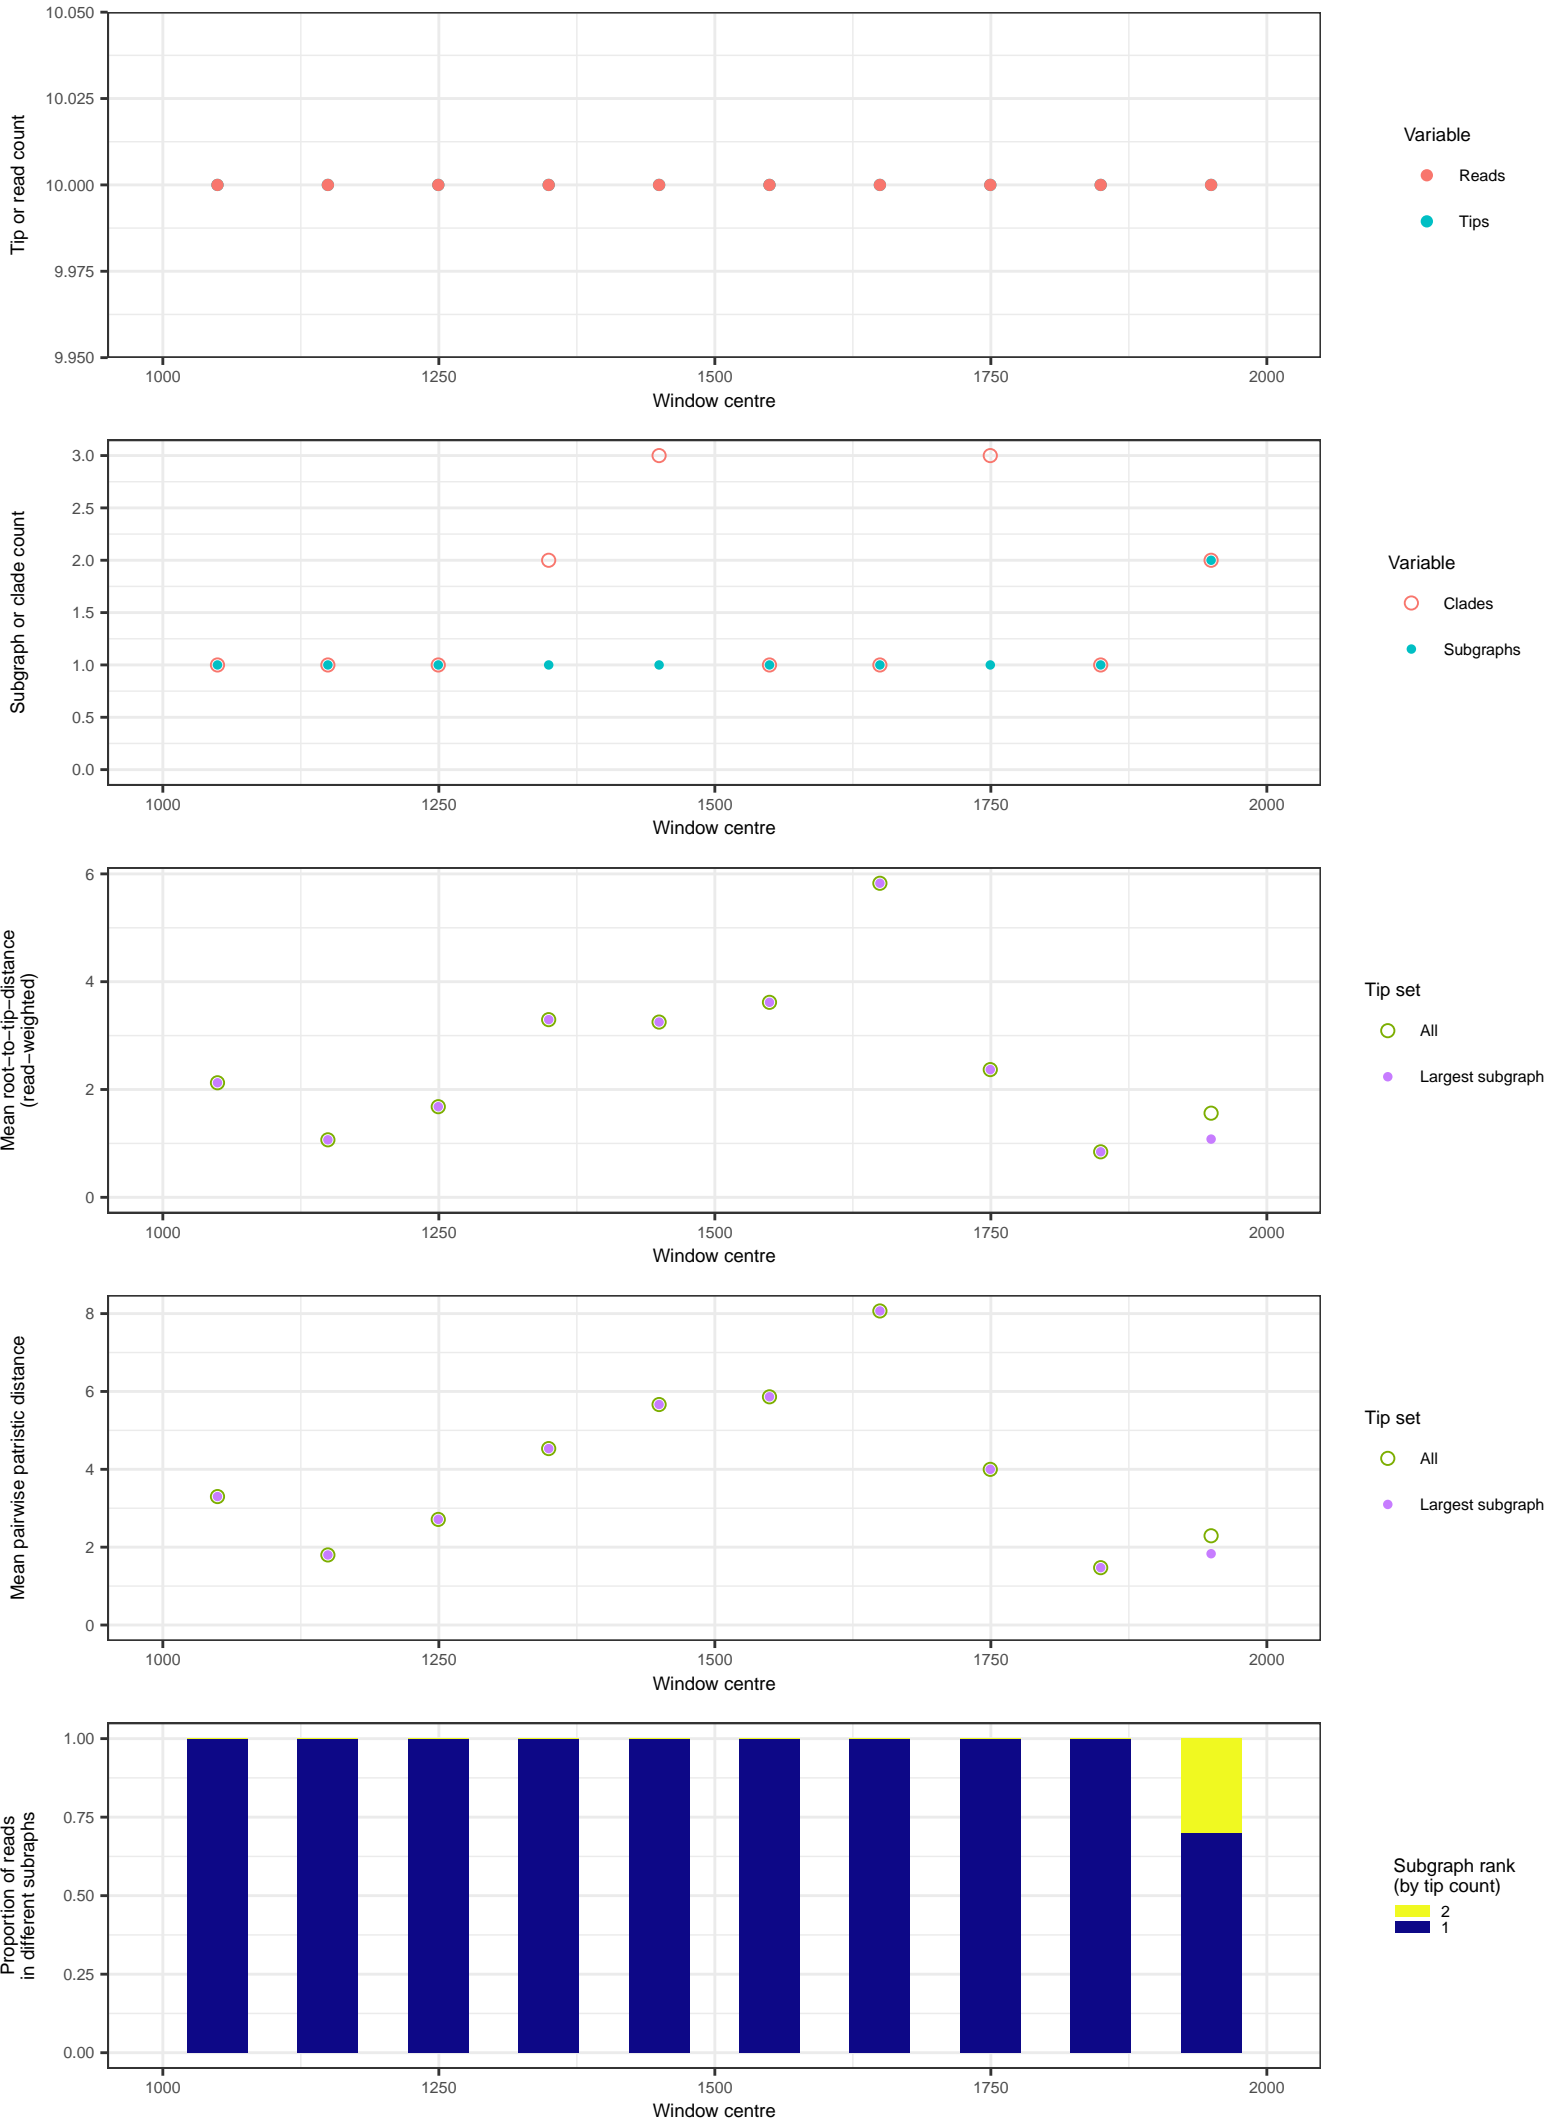 10.050
10.025
10.000
9.975
9.950
Tip or read count
1000 1250 1500 1750 2000
Window centre
Variable
Reads
Tips
3.0
2.5
2.0
1.5
1.0
0.5
0.0
Subgraph or clade count
1000 1250 1500 1750 2000
Window centre
Variable
Clades
Subgraphs
6
4
2
0
Mean root−to−tip−distance
(read−weighted)
1000 1250 1500 1750 2000
Window centre
Tip set
All
Largest subgraph
8
6
4
2
0
Mean pairwise patristic distance
1000 1250 1500 1750 2000
Window centre
Tip set
All
Largest subgraph
1.00
0.75
0.50
0.25
0.00
Proportion of reads
in different subraphs
1000 1250 1500 1750 2000
Window centre
Subgraph rank
(by tip count)
2
1